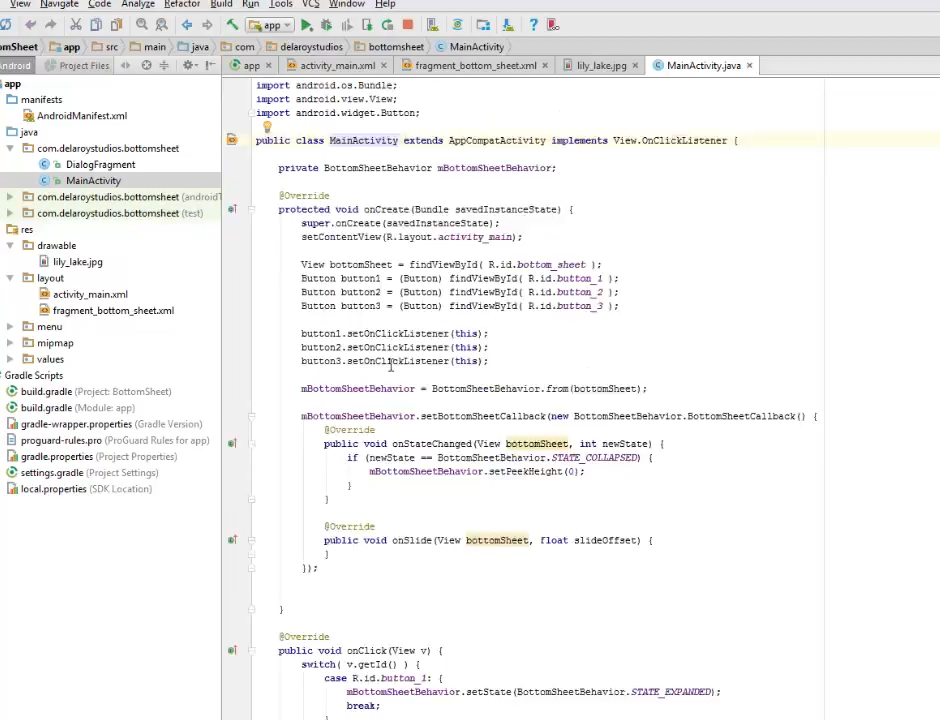 View Navigate Code Analyze Refactor Build Run Tools VCS Window Help
app
mSheet app src main java com delaroystudios bottomsheet MainActivity
Android Project Files
app activity_main.xml fragment_bottom_sheet.xml lily_lake.jpg MainActivity.java
app
manifests
AndroidManifest.xml
java
com.delaroystudios.bottomsheet
DialogFragment
MainActivity
com.delaroystudios.bottomsheet (androidT
com.delaroystudios.bottomsheet (test)
res
drawable
lily_lake.jpg
layout
activity_main.xml
fragment_bottom_sheet.xml
menu
mipmap
values
Gradle Scripts
build.gradle (Project: BottomSheet)
build.gradle (Module: app)
gradle-wrapper.properties (Gradle Version)
proguard-rules.pro (ProGuard Rules for app)
gradle.properties (Project Properties)
settings.gradle (Project Settings)
local.properties (SDK Location)
import android.os.Bundle;
import android.view.View;
import android.widget.Button;
public class MainActivity extends AppCompatActivity implements View.OnClickListener {
private BottomSheetBehavior mBottomSheetBehavior;
@Override
protected void onCreate(Bundle savedInstanceState) {
super.onCreate(savedInstanceState);
setContentView(R.layout.activity_main);
View bottomSheet = findViewById( R.id.bottom_sheet );
Button button1 = (Button) findViewById( R.id.button_1 );
Button button2 = (Button) findViewById( R.id.button_2 );
Button button3 = (Button) findViewById( R.id.button_3 );
button1.setOnClickListener(this);
button2.setOnClickListener(this);
button3.setOnClickListener(this);
mBottomSheetBehavior = BottomSheetBehavior.from(bottomSheet);
mBottomSheetBehavior.setBottomSheetCallback(new BottomSheetBehavior.BottomSheetCallback() {
@Override
public void onStateChanged(View bottomSheet, int newState) {
if (newState == BottomSheetBehavior.STATE_COLLAPSED) {
mBottomSheetBehavior.setPeekHeight(0);
}
}
@Override
public void onSlide(View bottomSheet, float slideOffset) {
}
});
}
@Override
public void onClick(View v) {
switch( v.getId() ) {
case R.id.button_1: {
mBottomSheetBehavior.setState(BottomSheetBehavior.STATE_EXPANDED);
break;
}